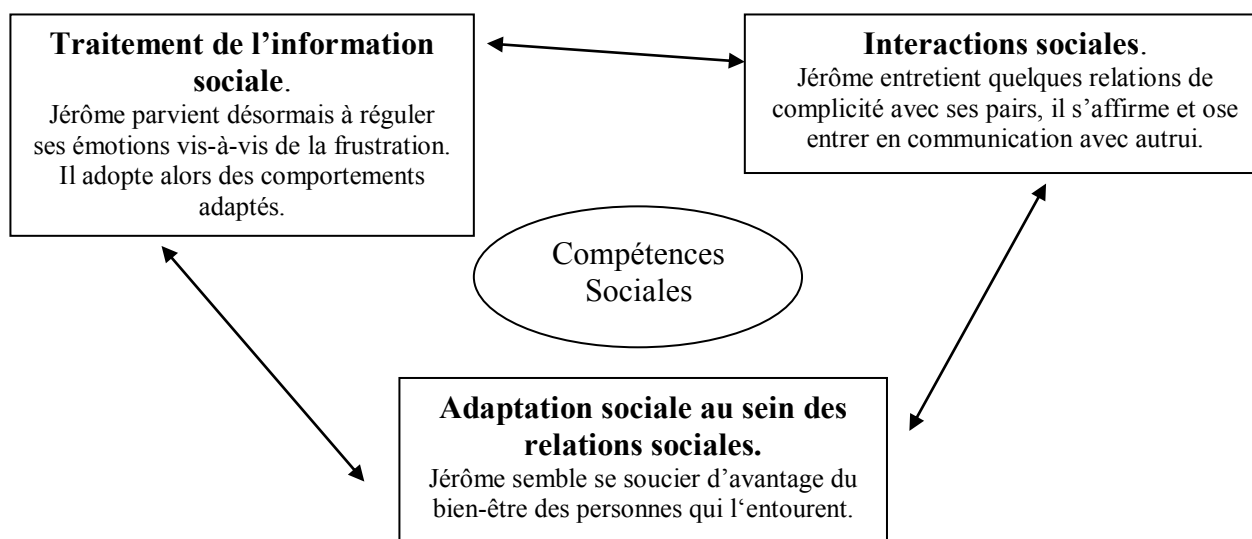 Traitement de l’information
sociale.
Jérôme parvient désormais à réguler
ses émotions vis-à-vis de la frustration.
Il adopte alors des comportements
adaptés.
Interactions sociales.
Jérôme entretient quelques relations de
complicité avec ses pairs, il s’affirme et ose
entrer en communication avec autrui.
Compétences
Sociales
Adaptation sociale au sein des
relations sociales.
Jérôme semble se soucier d’avantage du
bien-être des personnes qui l‘entourent.